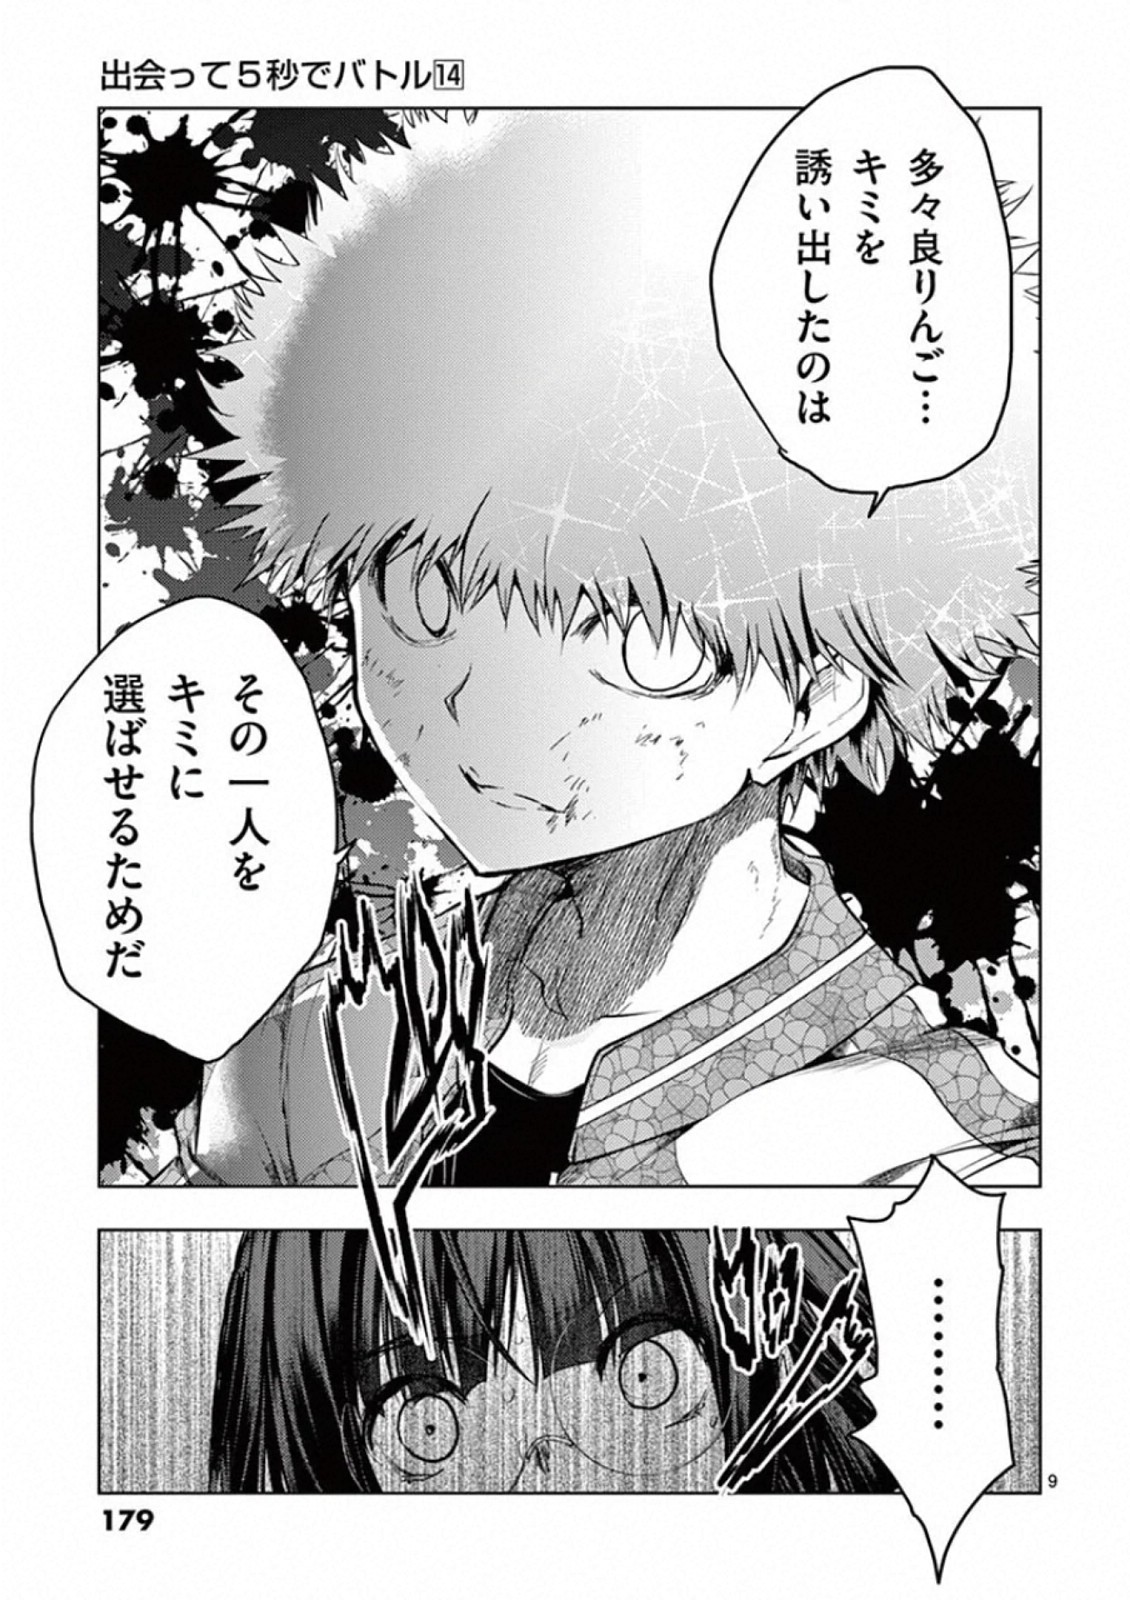 出会って5秒でバトル14
多々良りんご…
キミを
誘い出したのは
その一人を
キミに
選ばせるためだ
………
9
179